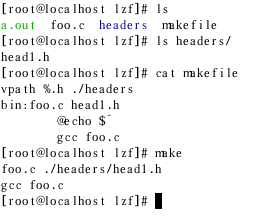 [root@localhost lzf]# ls
a.out foo.c headers makefile
[root@localhost lzf]# ls headers/
head1.h
[root@localhost lzf]# cat makefile
vpath %.h ./headers
bin:foo.c head1.h
@echo $^
gcc foo.c
[root@localhost lzf]# make
foo.c ./headers/head1.h
gcc foo.c
[root@localhost lzf]#